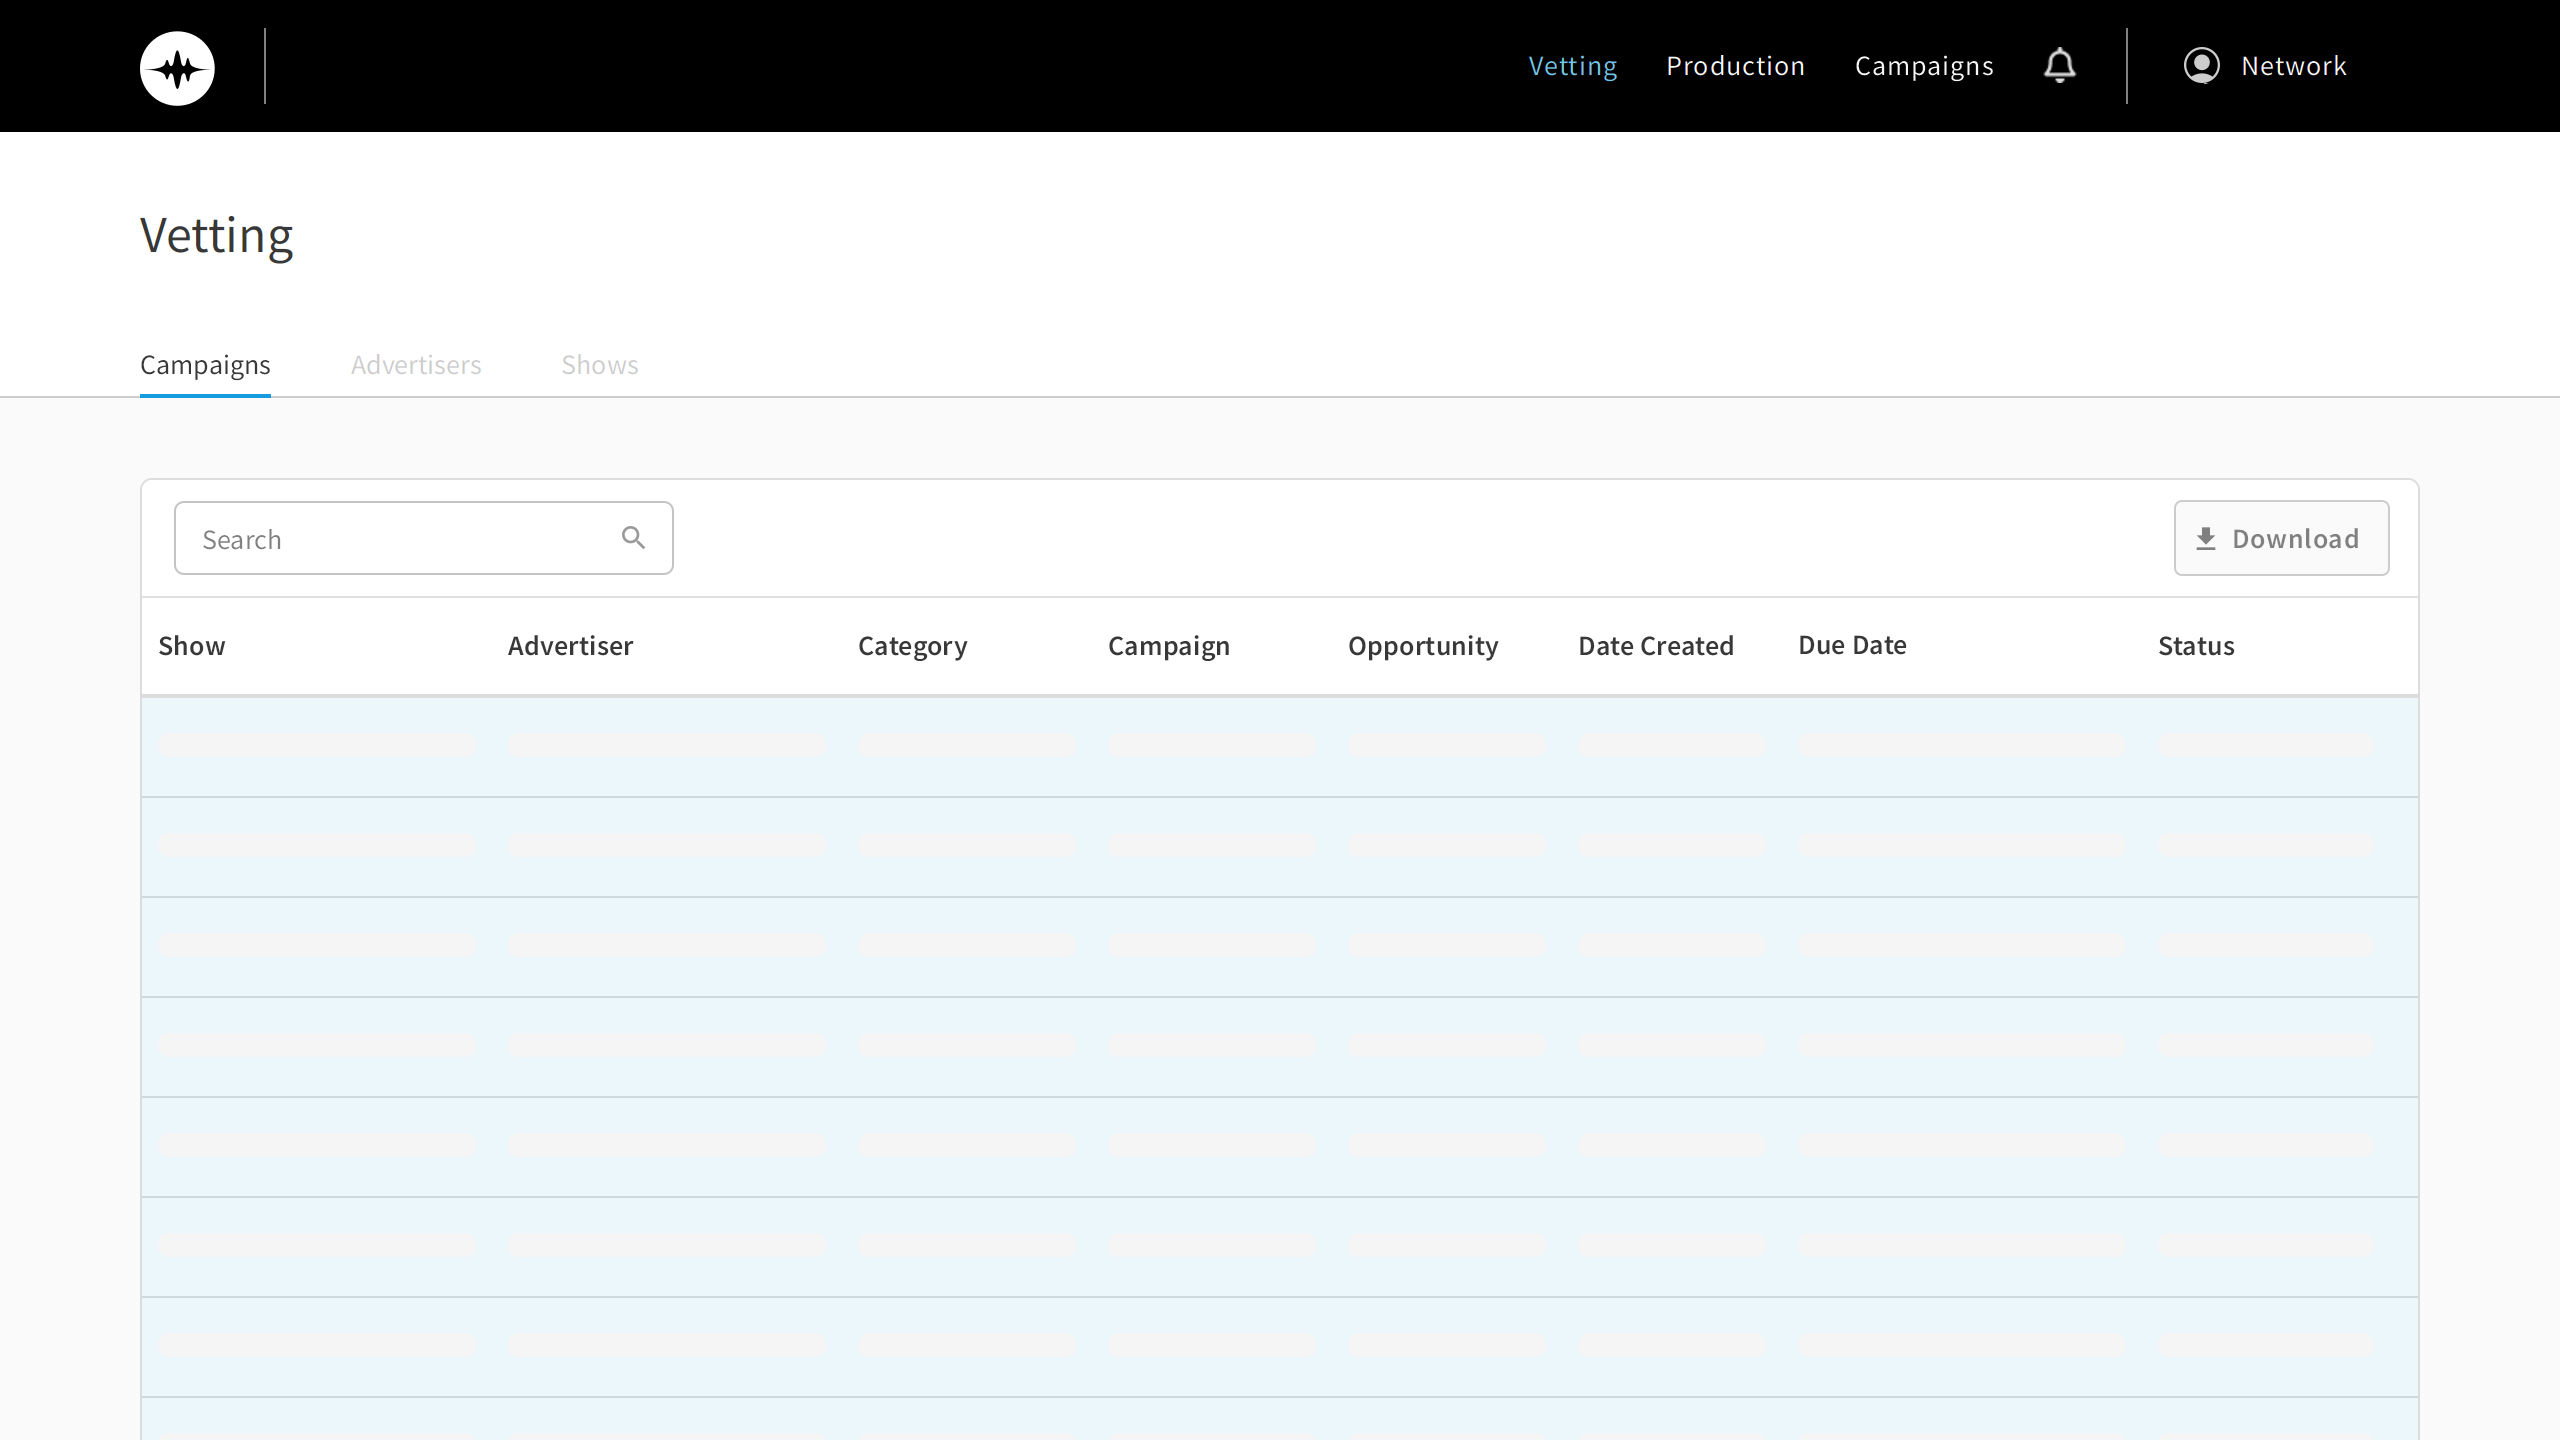 Vetting Production Campaigns Network
Vetting
Campaigns Advertisers Shows
Search Download
Show Advertiser Category Campaign Opportunity Date Created Due Date Status